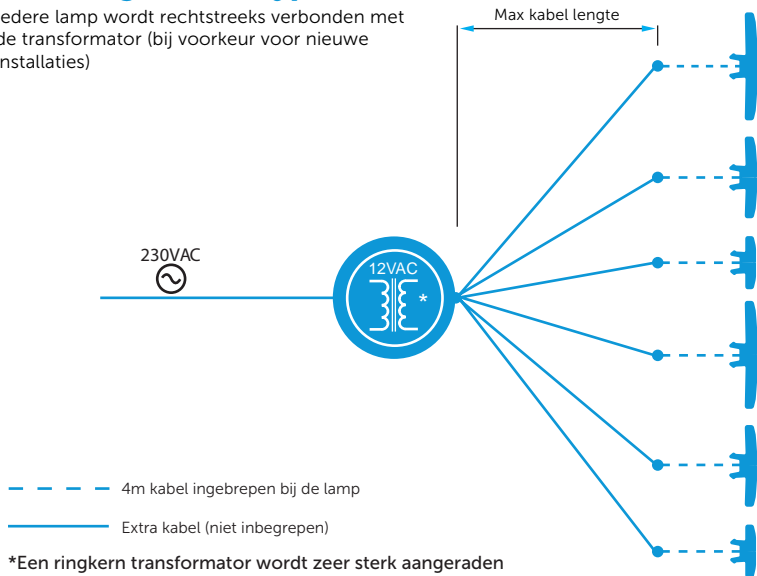 edere lamp wordt rechtstreeks verbonden met
de transformator (bij voorkeur voor nieuwe
nstallaties)
Max kabel lengte
230VAC
12VAC
*
4m kabel ingebrepen bij de lamp
Extra kabel (niet inbegrepen)
*Een ringkern transformator wordt zeer sterk aangeraden